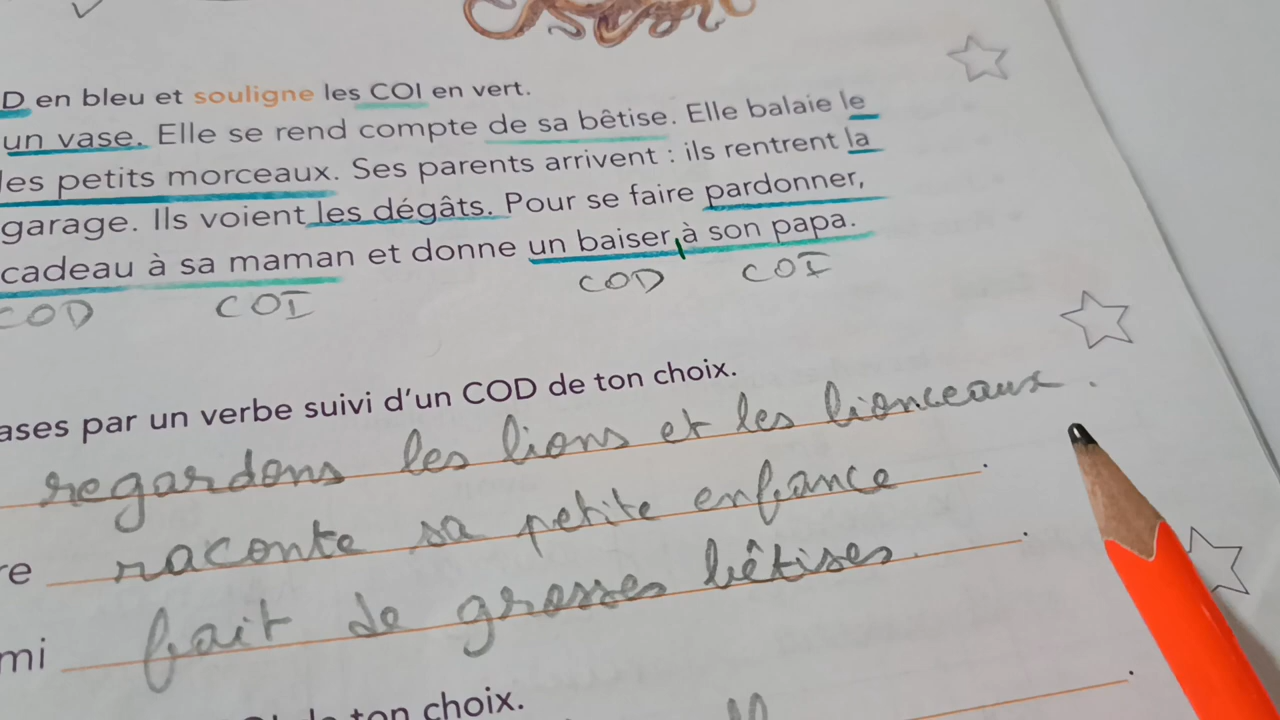 D en bleu et souligne les COI en vert.
un vase. Elle se rend compte de sa bêtise. Elle balaie le
les petits morceaux. Ses parents arrivent : ils rentrent la
garage. Ils voient les dégâts. Pour se faire pardonner,
cadeau à sa maman et donne un baiser à son papa.
COD COI COD COI
ases par un verbe suivi d'un COD de ton choix.
regardons les lions et les lionceaux.
re raconte sa petite enfance.
mi fait de grosses bêtises.
de ton choix.